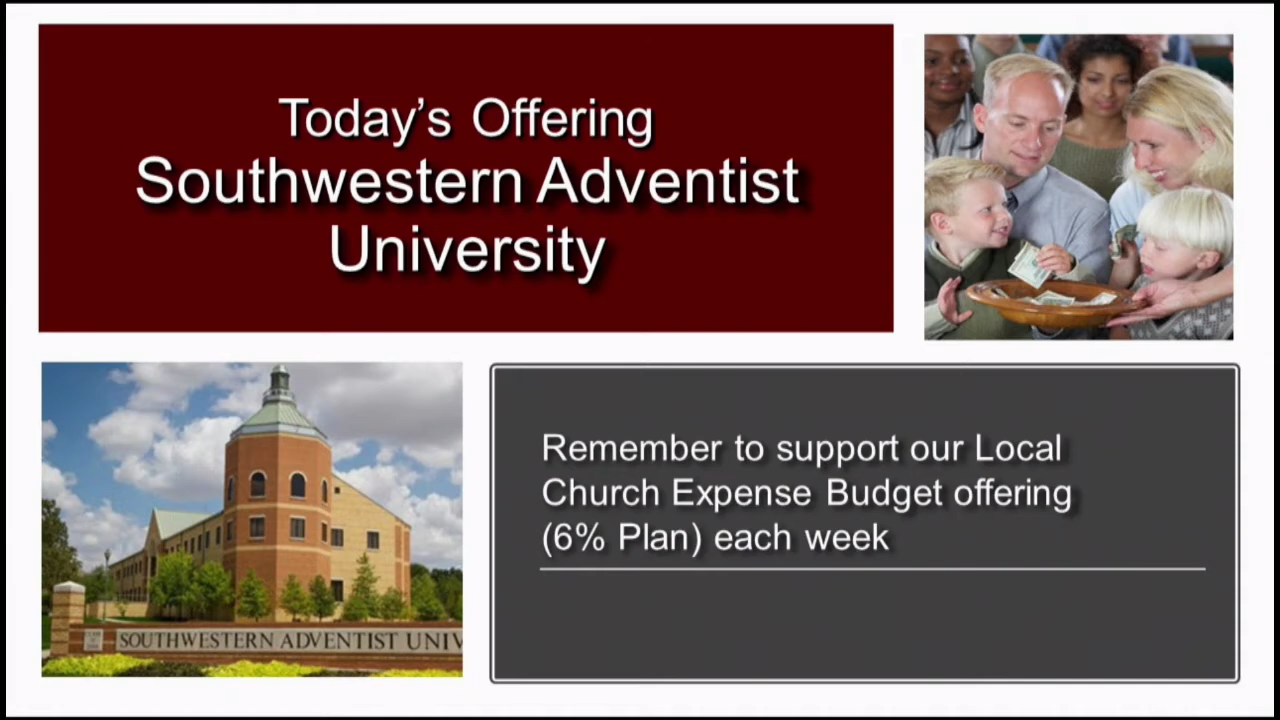 Today’s Offering
Southwestern Adventist
University
Remember to support our Local
Church Expense Budget offering
(6% Plan) each week
SOUTHWESTERN ADVENTIST UNIV